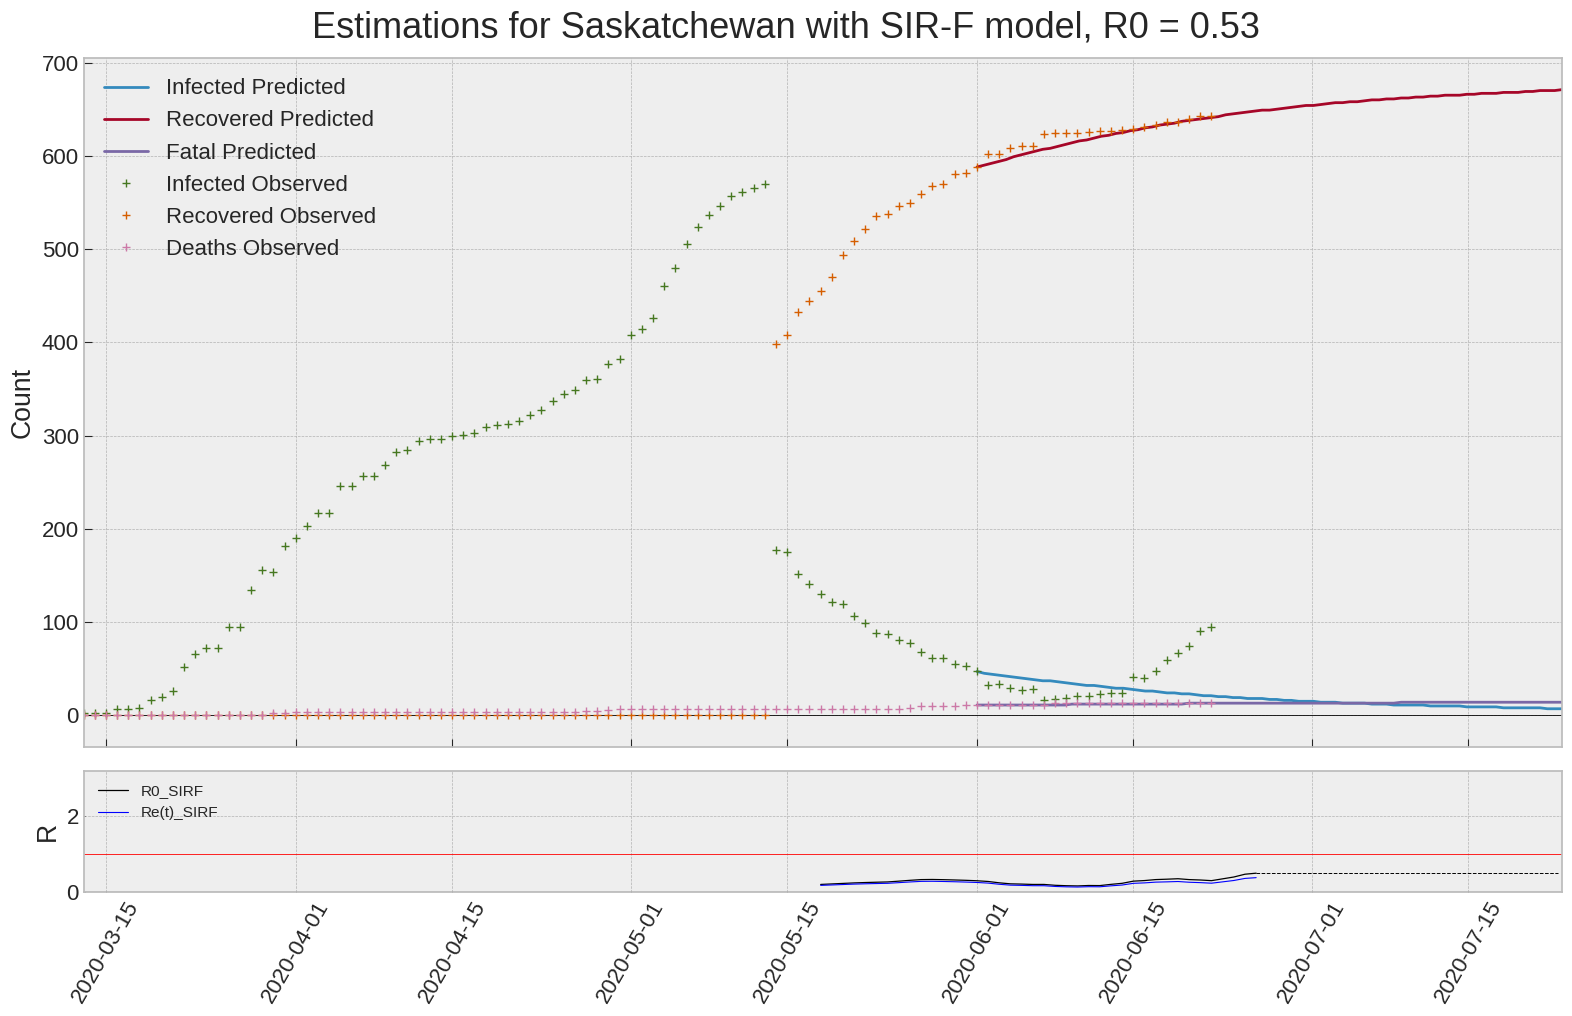 Estimations for Saskatchewan with SIR-F model, R0 = 0.53
700
600
500
400
300
200
100
0
Count
Infected Predicted
Recovered Predicted
Fatal Predicted
Infected Observed
Recovered Observed
Deaths Observed
2
0
R
R0_SIRF
Re(t)_SIRF
2020-03-15
2020-04-01
2020-04-15
2020-05-01
2020-05-15
2020-06-01
2020-06-15
2020-07-01
2020-07-15